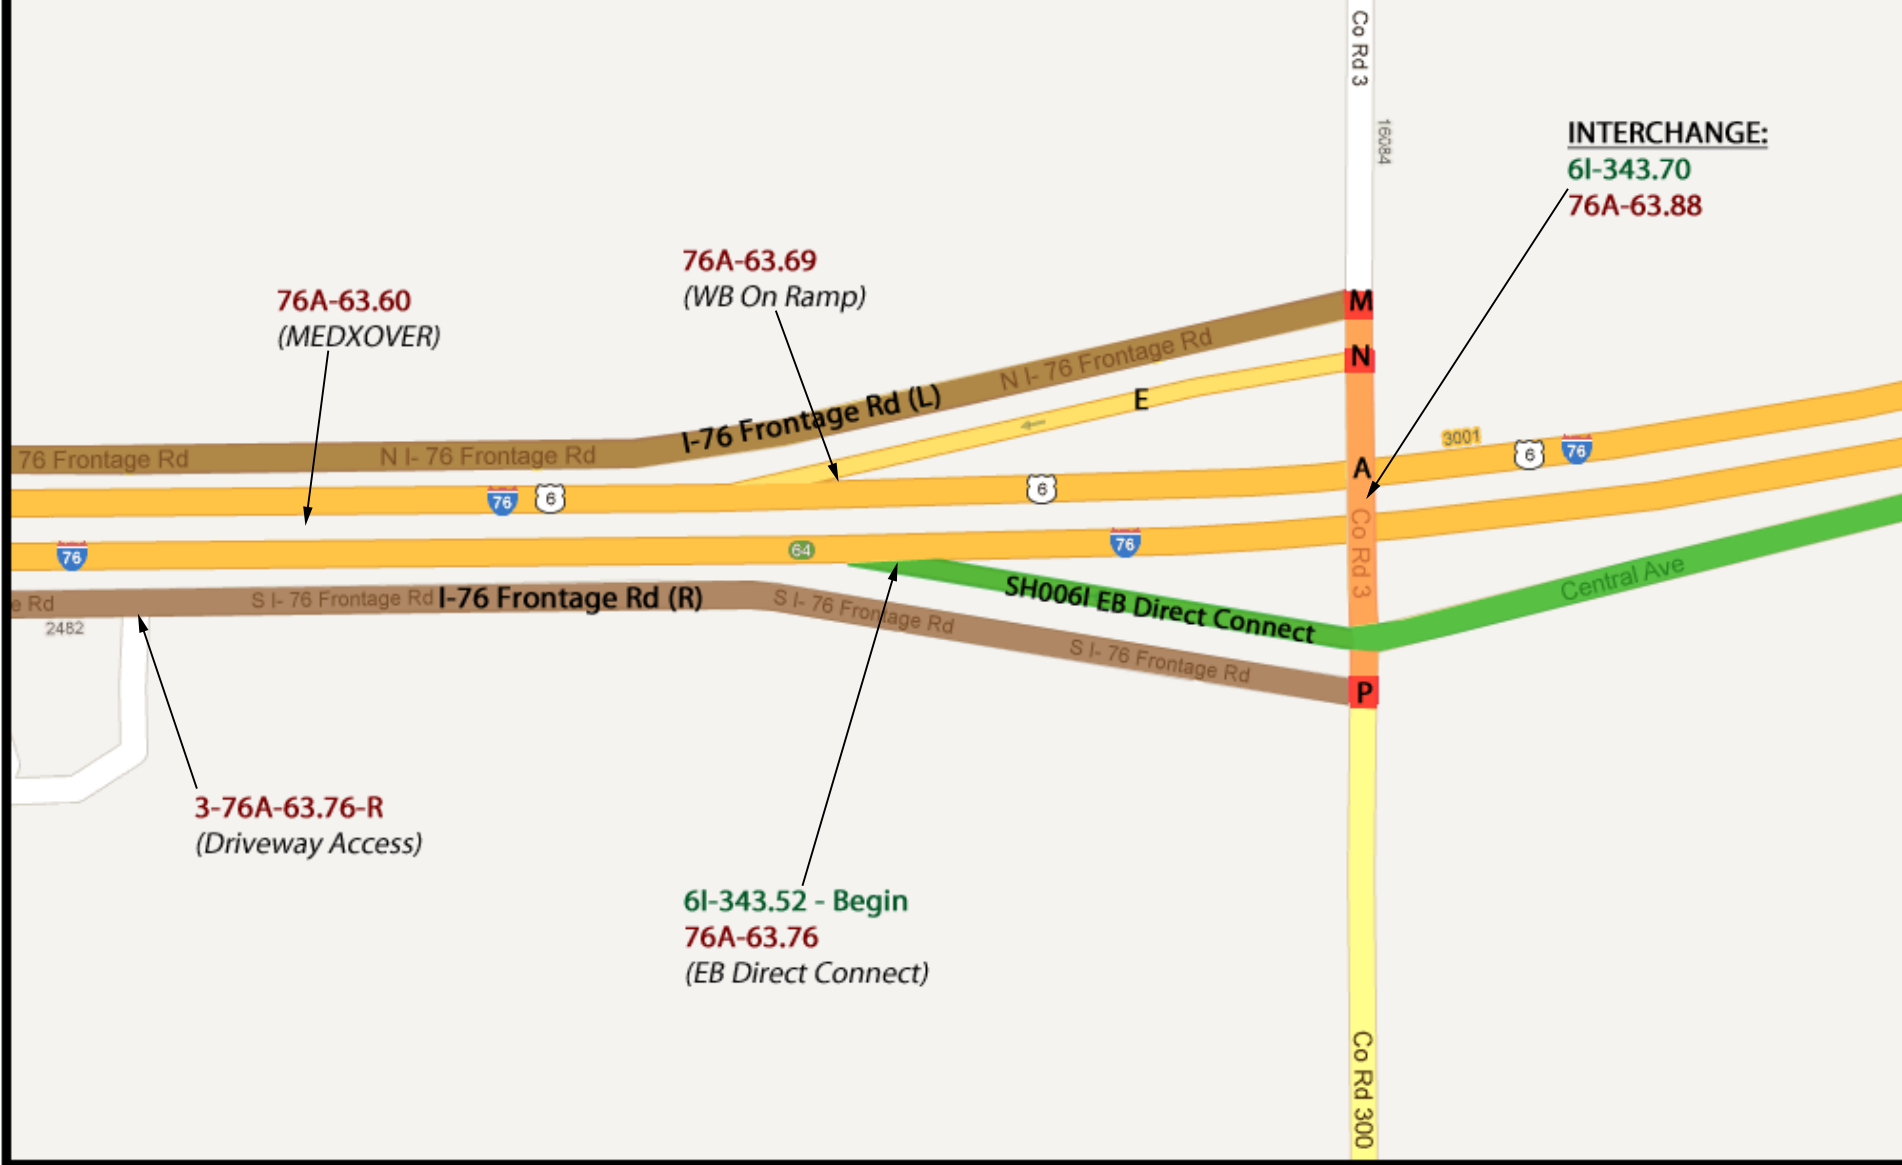 Co Rd 3
16084
INTERCHANGE:
6I-343.70
76A-63.88
76A-63.69
(WB On Ramp)
76A-63.60
(MEDXOVER)
M
N
N I- 76 Frontage Rd
E
I-76 Frontage Rd (L)
76 Frontage Rd
N I- 76 Frontage Rd
3001
6
76
A
76
6
6
Co Rd 3
76
64
76
SH006I EB Direct Connect
Central Ave
e Rd
S I- 76 Frontage Rd
I-76 Frontage Rd (R)
S I- 76 Frontage Rd
2482
S I- 76 Frontage Rd
P
3-76A-63.76-R
(Driveway Access)
6I-343.52 - Begin
76A-63.76
(EB Direct Connect)
Co Rd 300